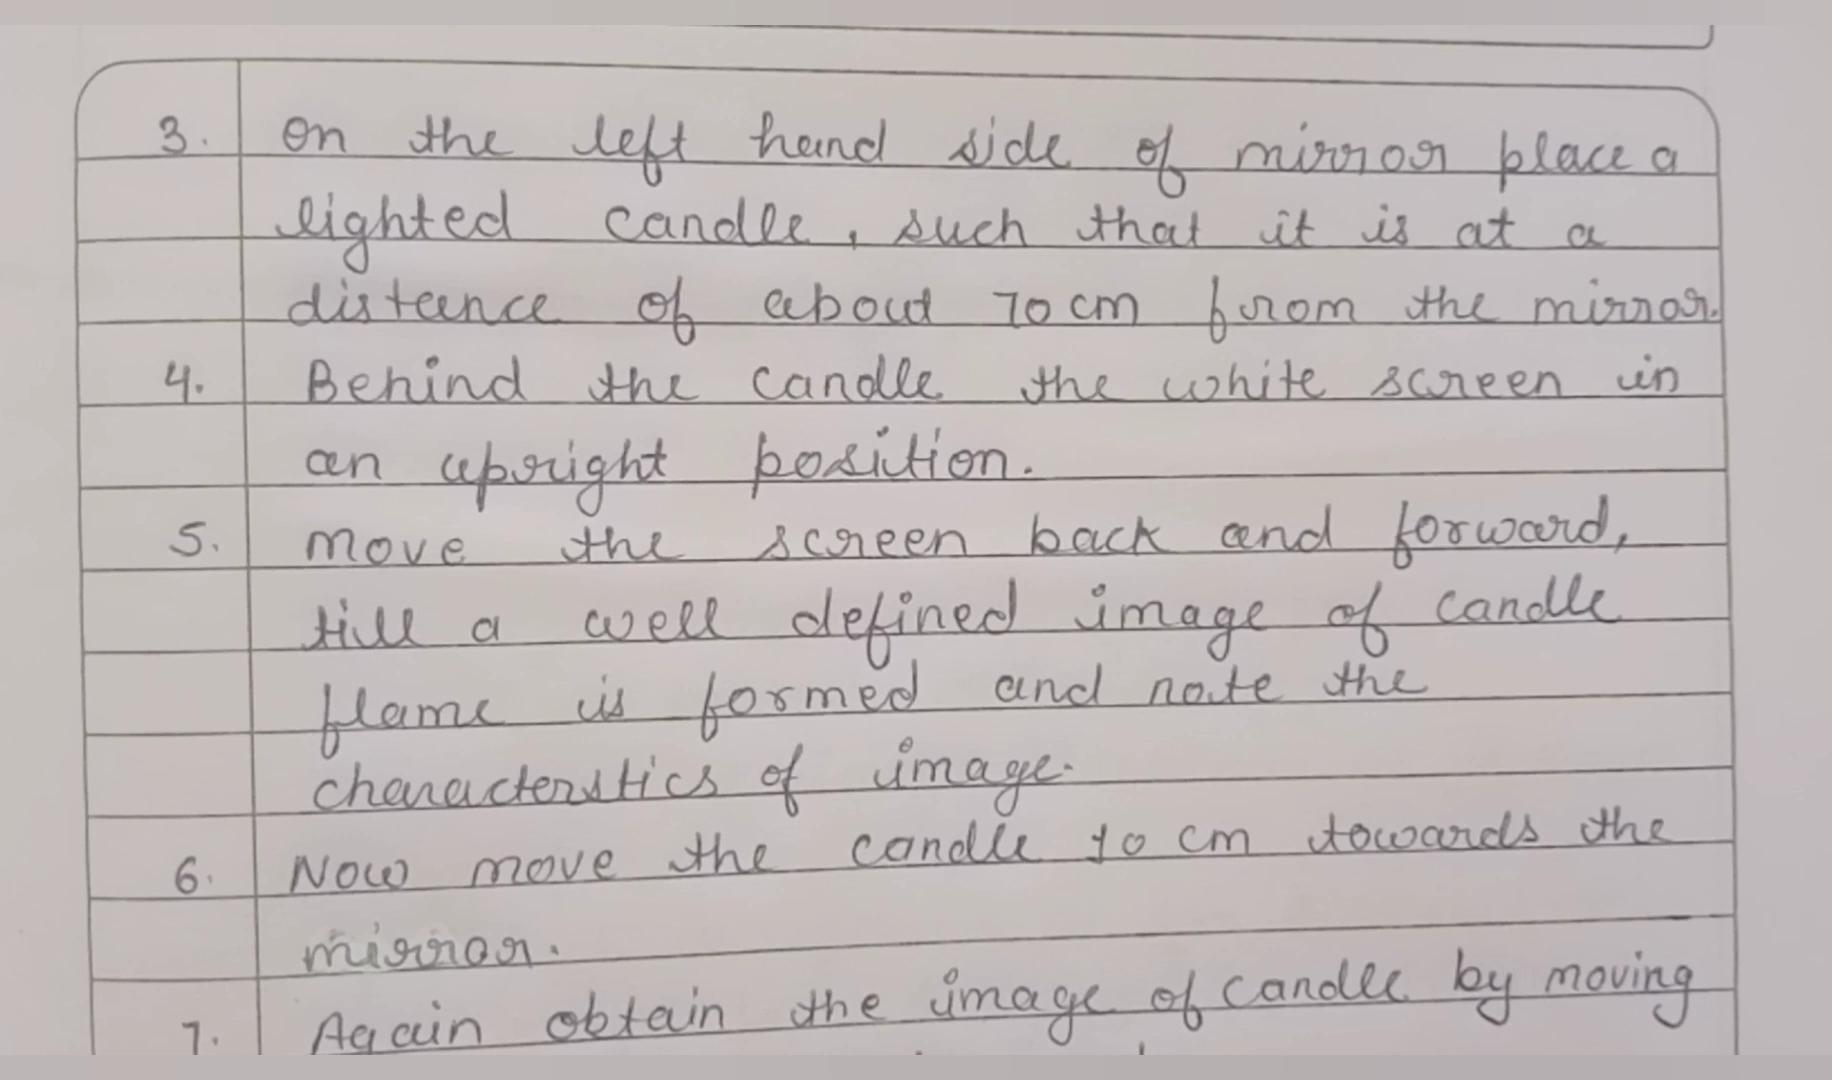 3. On the left hand side of mirror place a
lighted candle, such that it is at a
distance of about 70 cm from the mirror.
4. Behind the candle the white screen in
an upright position.
5. move the screen back and forward,
till a well defined image of candle
flame is formed and note the
characterstics of image.
6. Now move the candle 10 cm towards the
mirror.
7. Again obtain the image of candle by moving